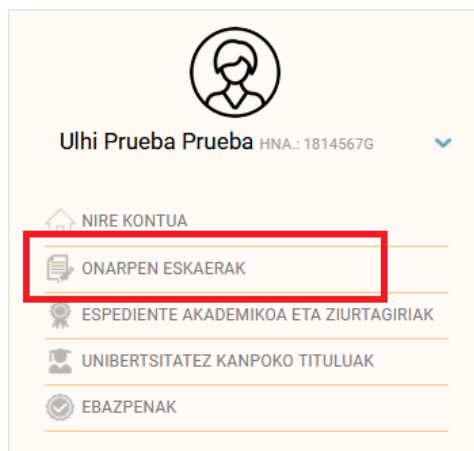 Ulhi Prueba Prueba HNA.: 1814567G
NIRE KONTUA
ONARPEN ESKAERAK
ESPEDIENTE AKADEMIKOA ETA ZIURTAGIRIAK
UNIBERTSITATEZ KANPOKO TITULUAK
EBAZPENAK